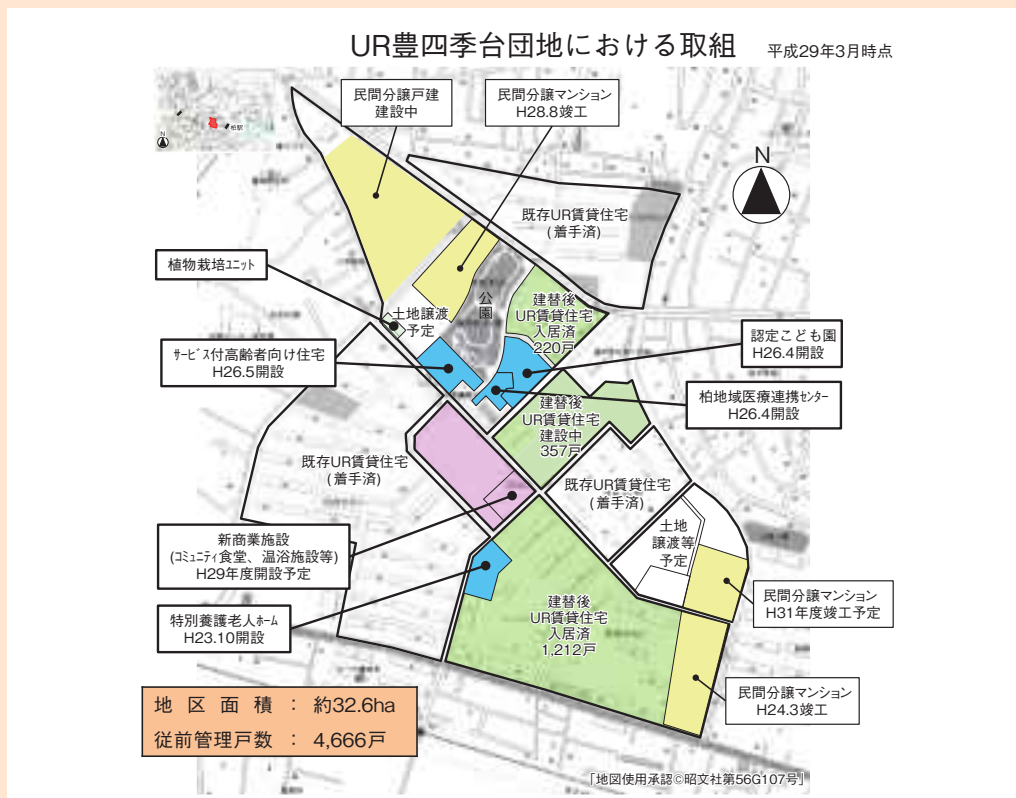 UR豊四季台団地における取組
平成29年3月時点
民間分譲戸建
建設中
民間分譲マンション
H28.8竣工
N
柏駅
N
既存UR賃貸住宅
(着手済)
植物栽培ﾕﾆｯﾄ
土地譲渡
予定
公園
建替後
UR賃貸住宅
入居済
220戸
認定こども園
H26.4開設
ｻｰﾋﾞｽ付高齢者向け住宅
H26.5開設
柏地域医療連携センター
H26.4開設
建替後
UR賃貸住宅
建設中
357戸
既存UR賃貸住宅
(着手済)
既存UR賃貸住宅
(着手済)
新商業施設
(ｺﾐｭﾆﾃｨ食堂、温浴施設等)
H29年度開設予定
土地
譲渡等
予定
民間分譲マンション
H31年度竣工予定
特別養護老人ﾎｰﾑ
H23.10開設
建替後
UR賃貸住宅
入居済
1,212戸
民間分譲マンション
H24.3竣工
地区面積：約32.6ha
従前管理戸数：4,666戸
「地図使用承認©昭文社第56G107号」